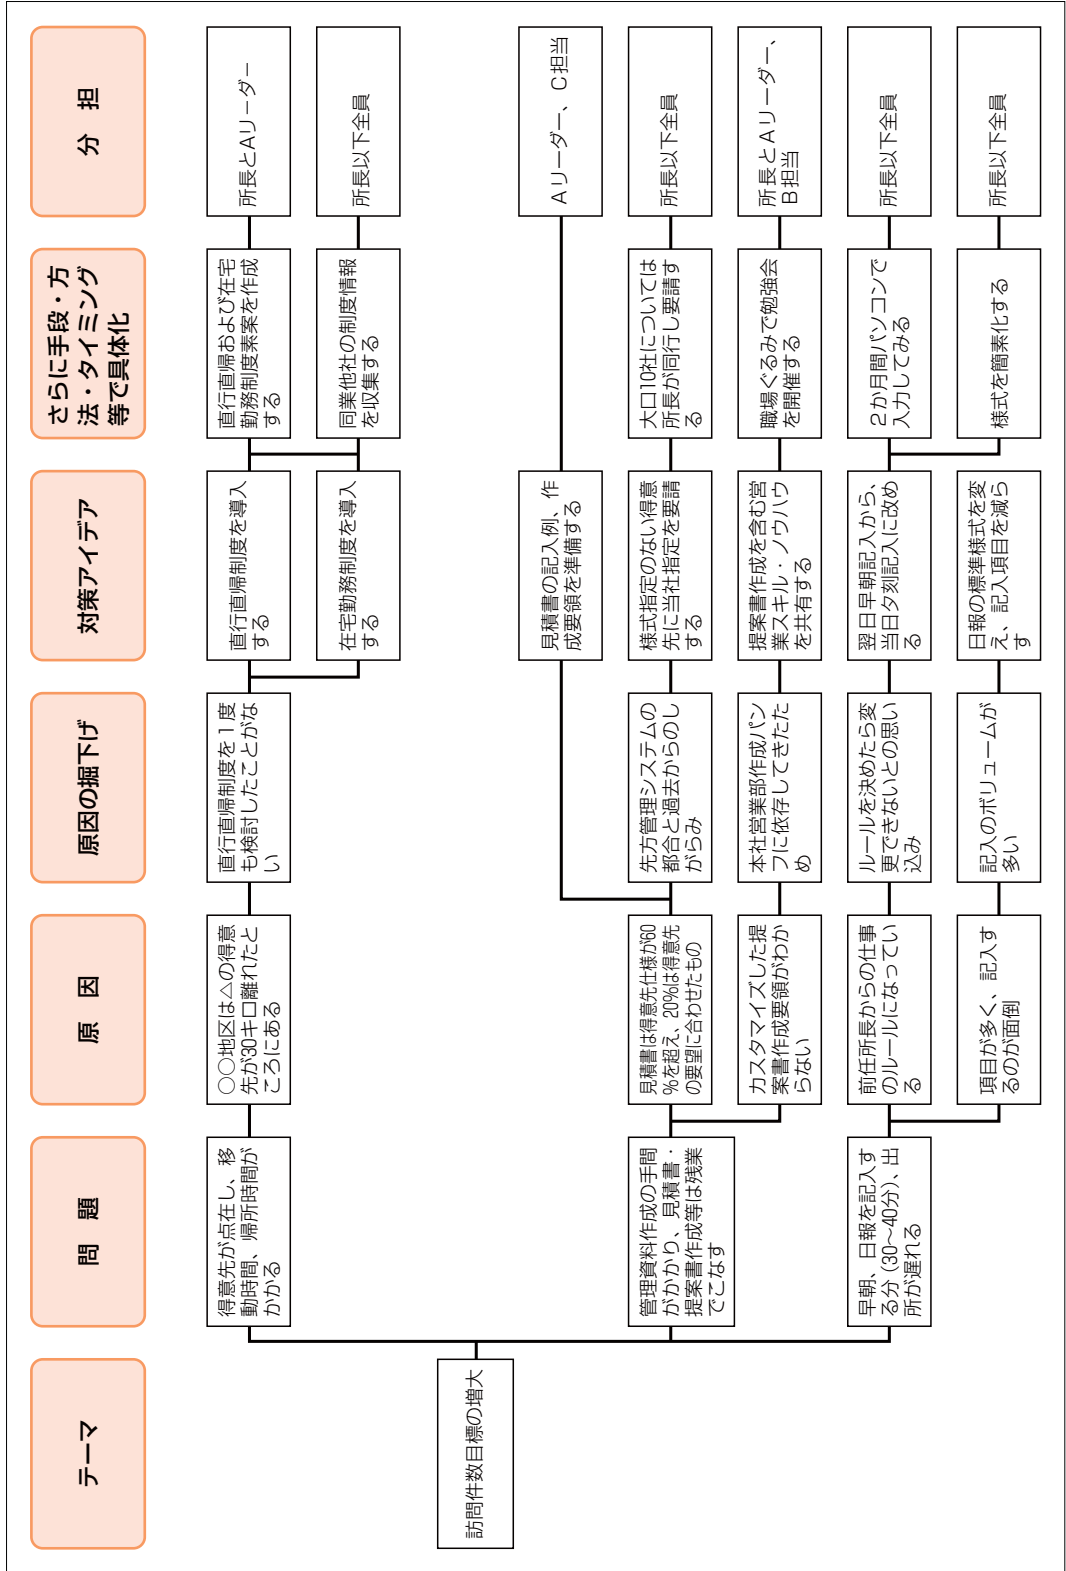 テーマ
問　題
原　因
原因の掘下げ
対策アイデア
さらに手段・方
法・タイミング
等で具体化
分　担
訪問件数目標の増大
得意先が点在し、移
動時間、帰所時間が
かかる
○○地区は△の得意
先が30キロ離れたと
ころにある
直行直帰制度を１度
も検討したことがな
い
直行直帰制度を導入
する
直行直帰および在宅
勤務制度素案を作成
する
所長とAリーダー
在宅勤務制度を導入
する
同業他社の制度情報
を収集する
所長以下全員
見積書の記入例、作
成要領を準備する
Aリーダー、C担当
管理資料作成の手間
がかかり、見積書・
提案書作成等は残業
でこなす
見積書は得意先仕様が60
%を超え、20%は得意先
の要望に合わせたもの
先方管理システムの
都合と過去からのし
がらみ
様式指定のない得意
先に当社指定を要請
する
大口10社については
所長が同行し要請す
る
所長以下全員
カスタマイズした提
案書作成要領がわか
らない
本社営業部作成パン
フに依存してきたた
め
提案書作成を含む営
業スキル・ノウハウ
を共有する
職場ぐるみで勉強会
を開催する
所長とAリーダー、
B担当
早朝、日報を記入す
る分（30〜40分）、出
所が遅れる
前任所長からの仕事
のルールになってい
る
ルールを決めたら変
更できないとの思い
込み
翌日早朝記入から、
当日夕刻記入に改め
る
２か月間パソコンで
入力してみる
所長以下全員
項目が多く、記入す
るのが面倒
記入のボリュームが
多い
日報の標準様式を変
え、記入項目を減ら
す
様式を簡素化する
所長以下全員